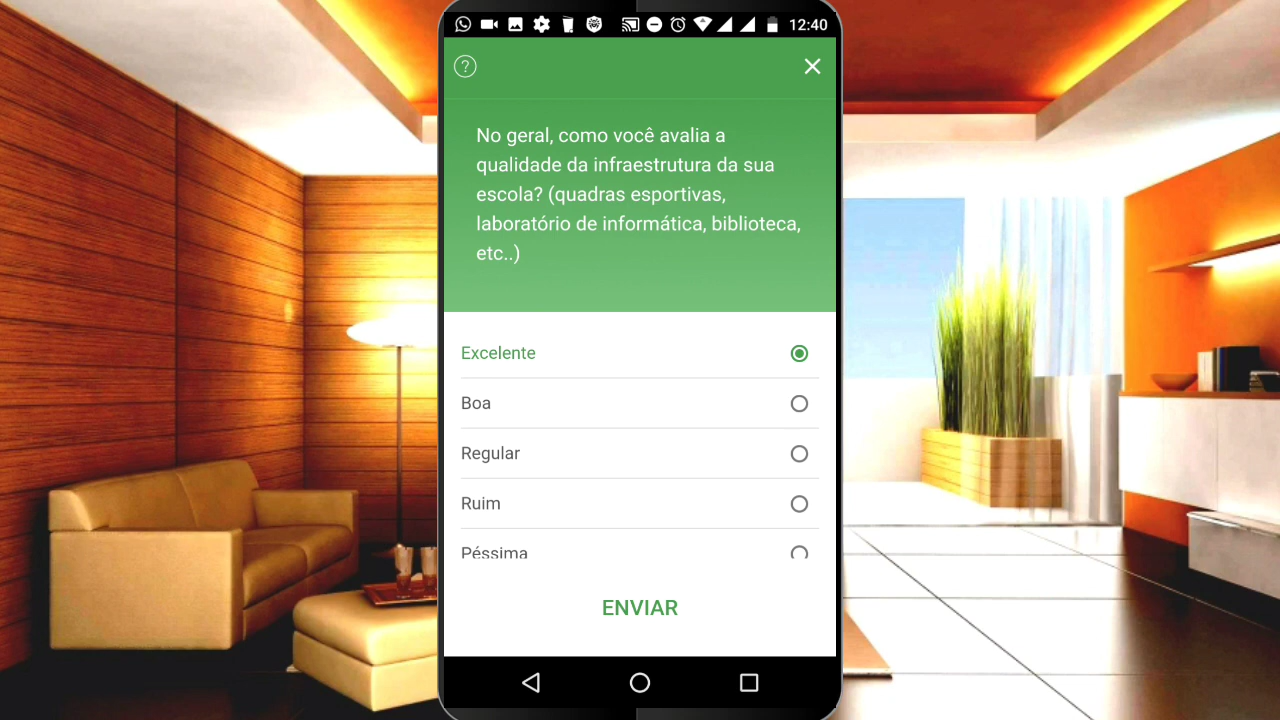 12:40
No geral, como você avalia a
qualidade da infraestrutura da sua
escola? (quadras esportivas,
laboratório de informática, biblioteca,
etc..)
Excelente
Boa
Regular
Ruim
Péssima
ENVIAR